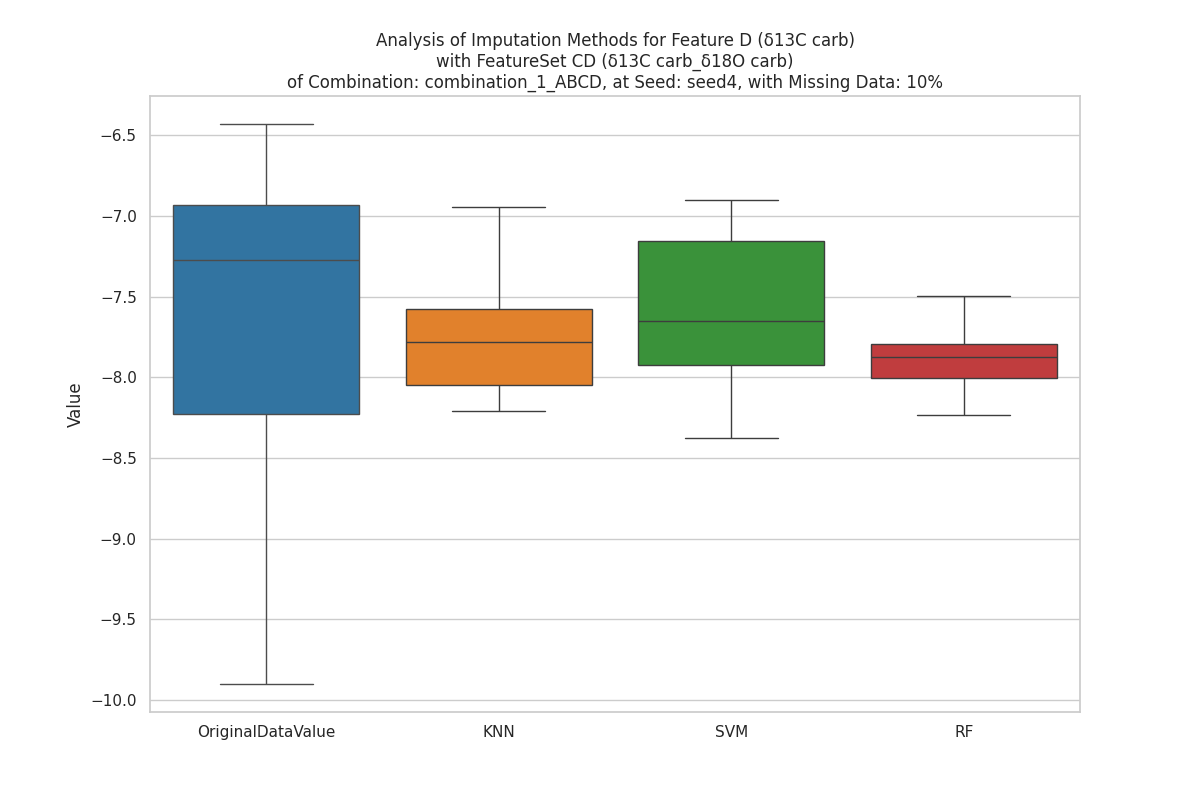 Analysis of Imputation Methods for Feature D (δ13C carb)
with FeatureSet CD (δ13C carb_δ18O carb)
of Combination: combination_1_ABCD, at Seed: seed4, with Missing Data: 10%
Value
−6.5
−7.0
−7.5
−8.0
−8.5
−9.0
−9.5
−10.0
OriginalDataValue
KNN
SVM
RF